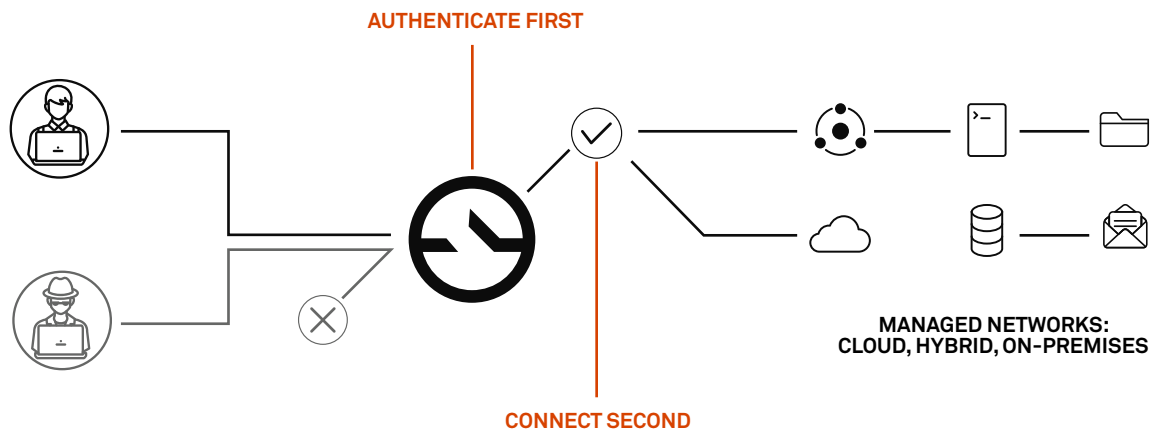 AUTHENTICATE FIRST
>_
MANAGED NETWORKS:
CLOUD, HYBRID, ON-PREMISES
CONNECT SECOND